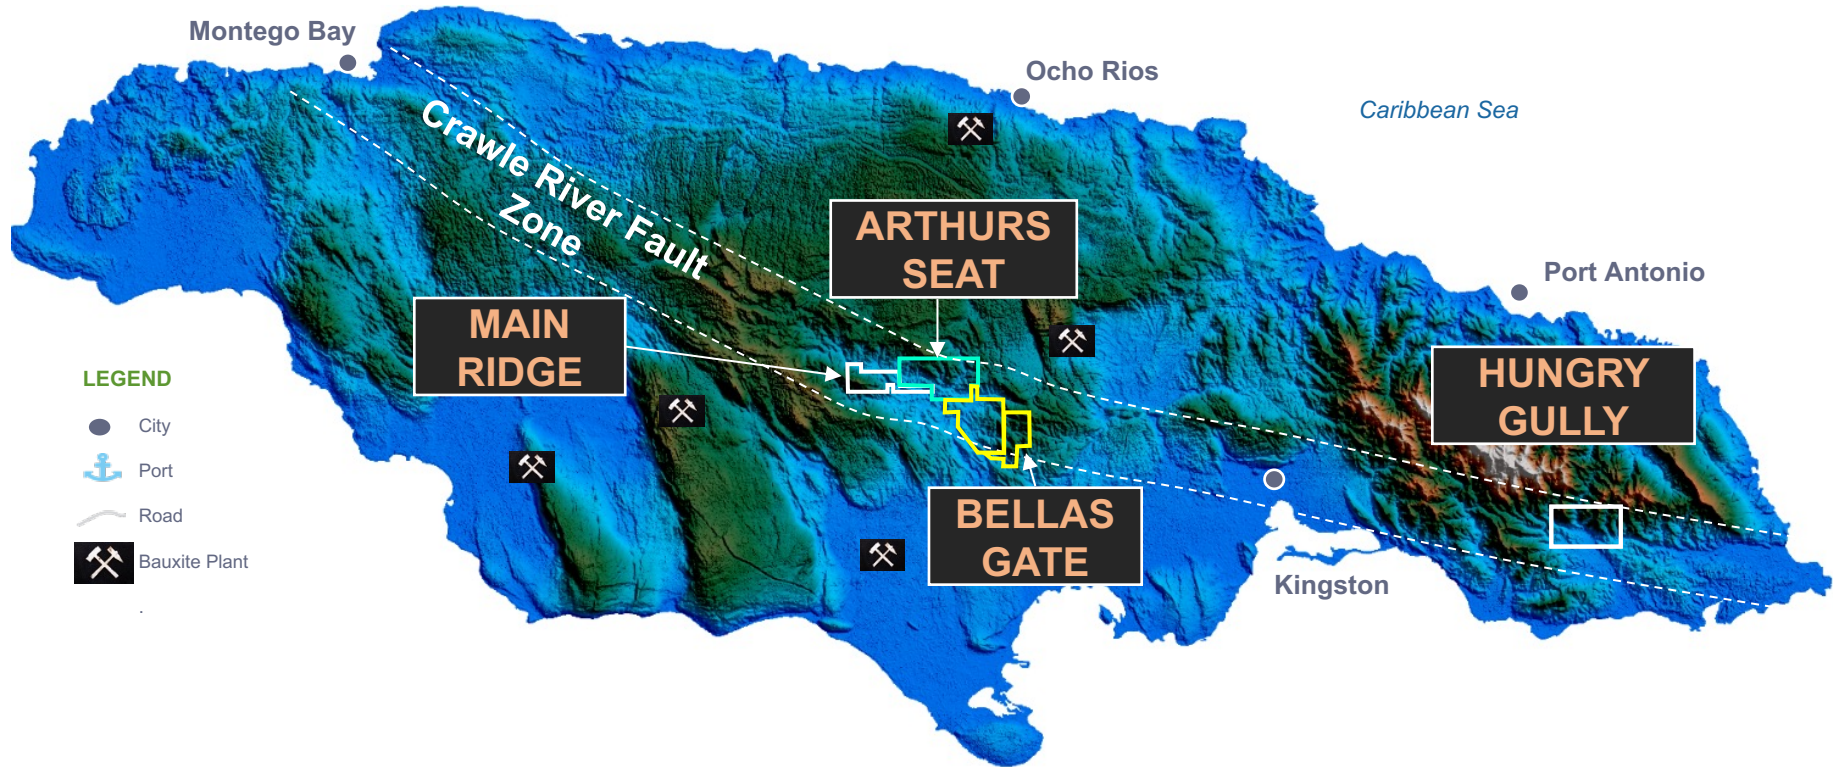 Montego Bay
Ocho Rios
Caribbean Sea
Crawle River Fault
Zone
ARTHURS
SEAT
Port Antonio
MAIN
RIDGE
HUNGRY
GULLY
LEGEND
City
Port
Road
Bauxite Plant
.
BELLAS
GATE
Kingston